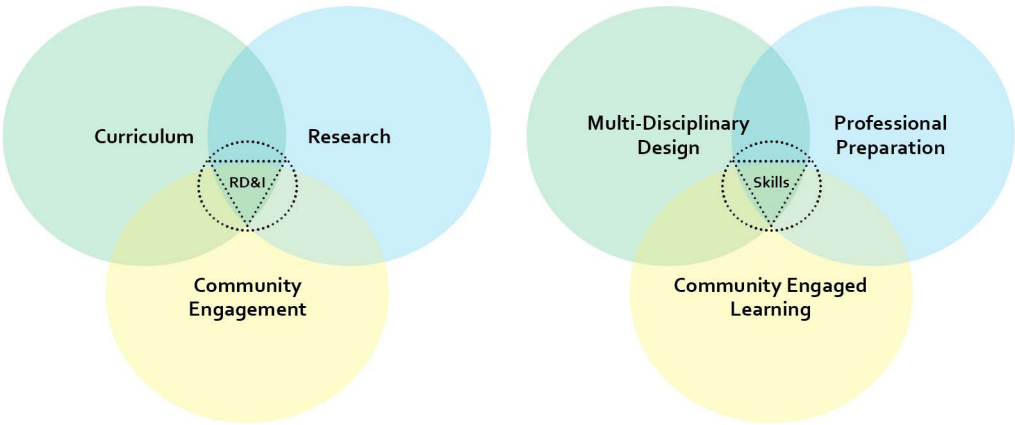 Curriculum
Research
RD&I
Community
Engagement
Multi-Disciplinary
Design
Professional
Preparation
Skills
Community Engaged
Learning